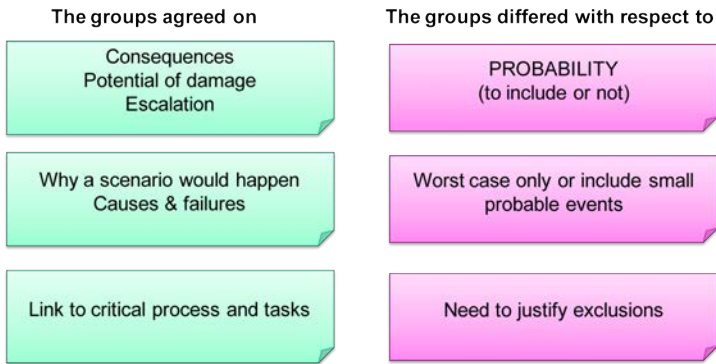 The groups agreed on
Consequences
Potential of damage
Escalation
Why a scenario would happen
Causes & failures
Link to critical process and tasks
The groups differed with respect to
PROBABILITY
(to include or not)
Worst case only or include small
probable events
Need to justify exclusions